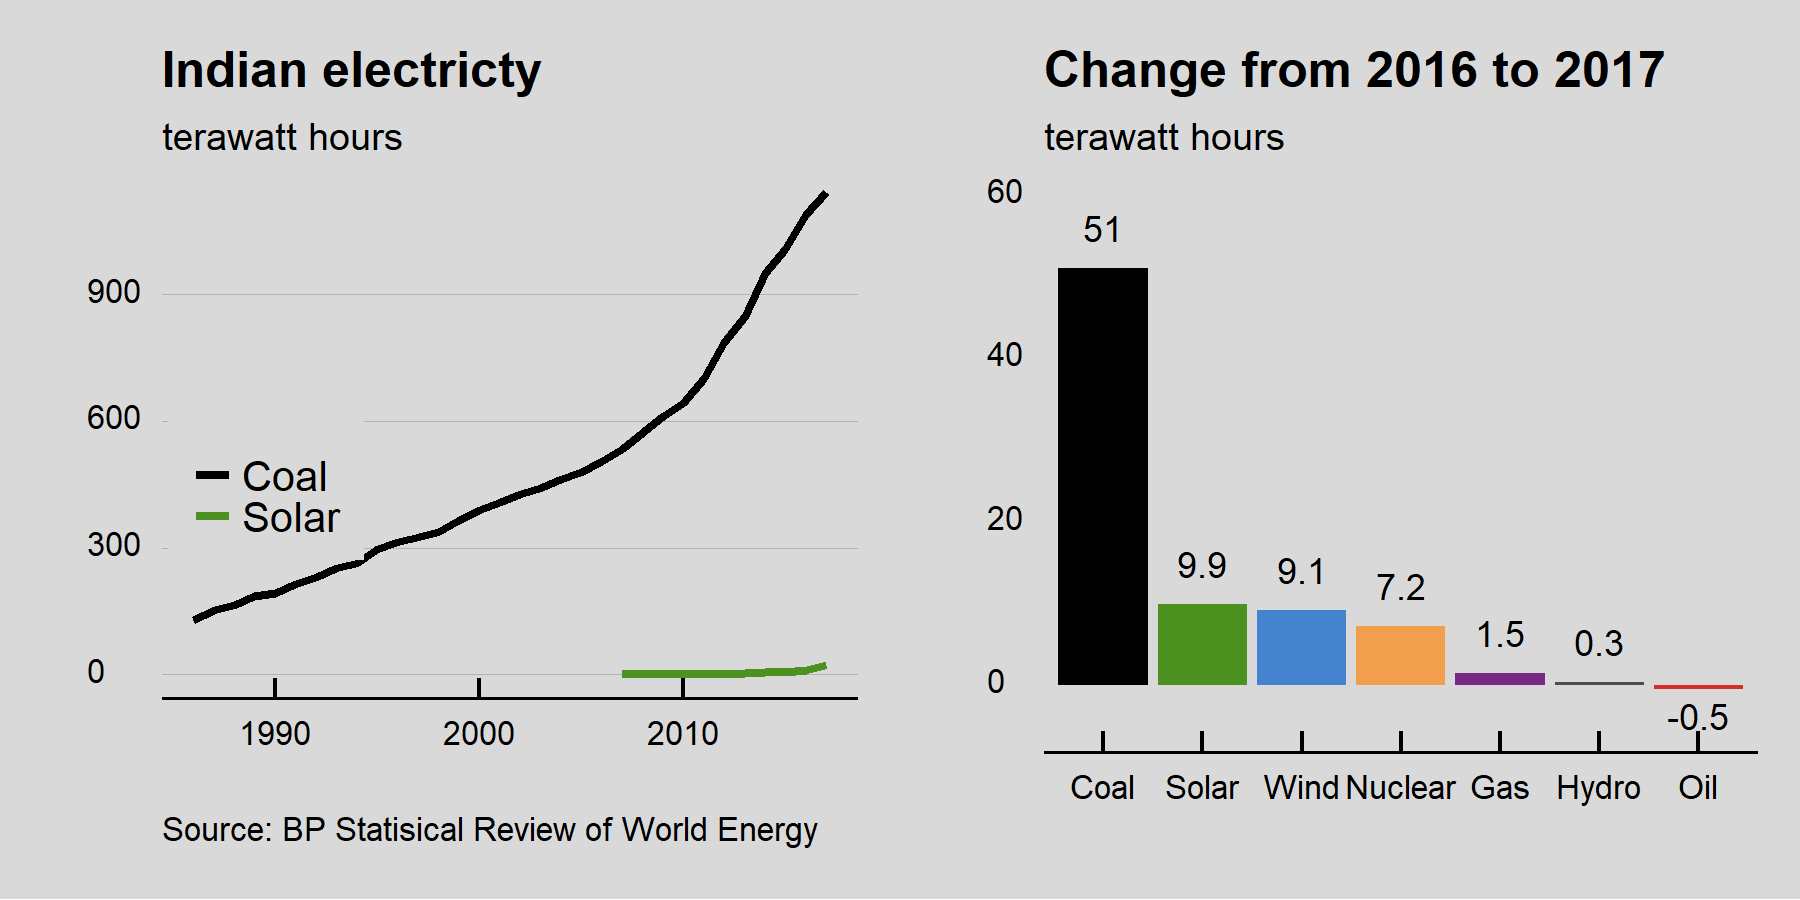 Indian electricty
terawatt hours
900
600
300
0
Coal
Solar
1990 2000 2010
Source: BP Statisical Review of World Energy
Change from 2016 to 2017
terawatt hours
60
40
20
0
51
9.9
9.1
7.2
1.5
0.3
-0.5
Coal Solar Wind Nuclear Gas Hydro Oil